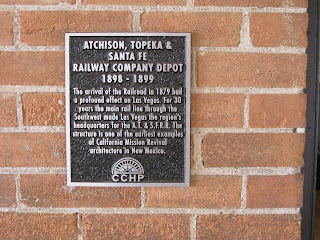 ATCHISON, TOPEKA &
SANTA FE
RAILWAY COMPANY DEPOT
1898 - 1899
The arrival of the Railroad in 1879 had
a profound effect on Las Vegas. For 30
years the main rail line through the
Southwest made Las Vegas the region's
headquarters for the A.T. & S.F.R.R. The
structure is one of the earliest examples
of California Mission Revival
architecture in New Mexico.
CCHP